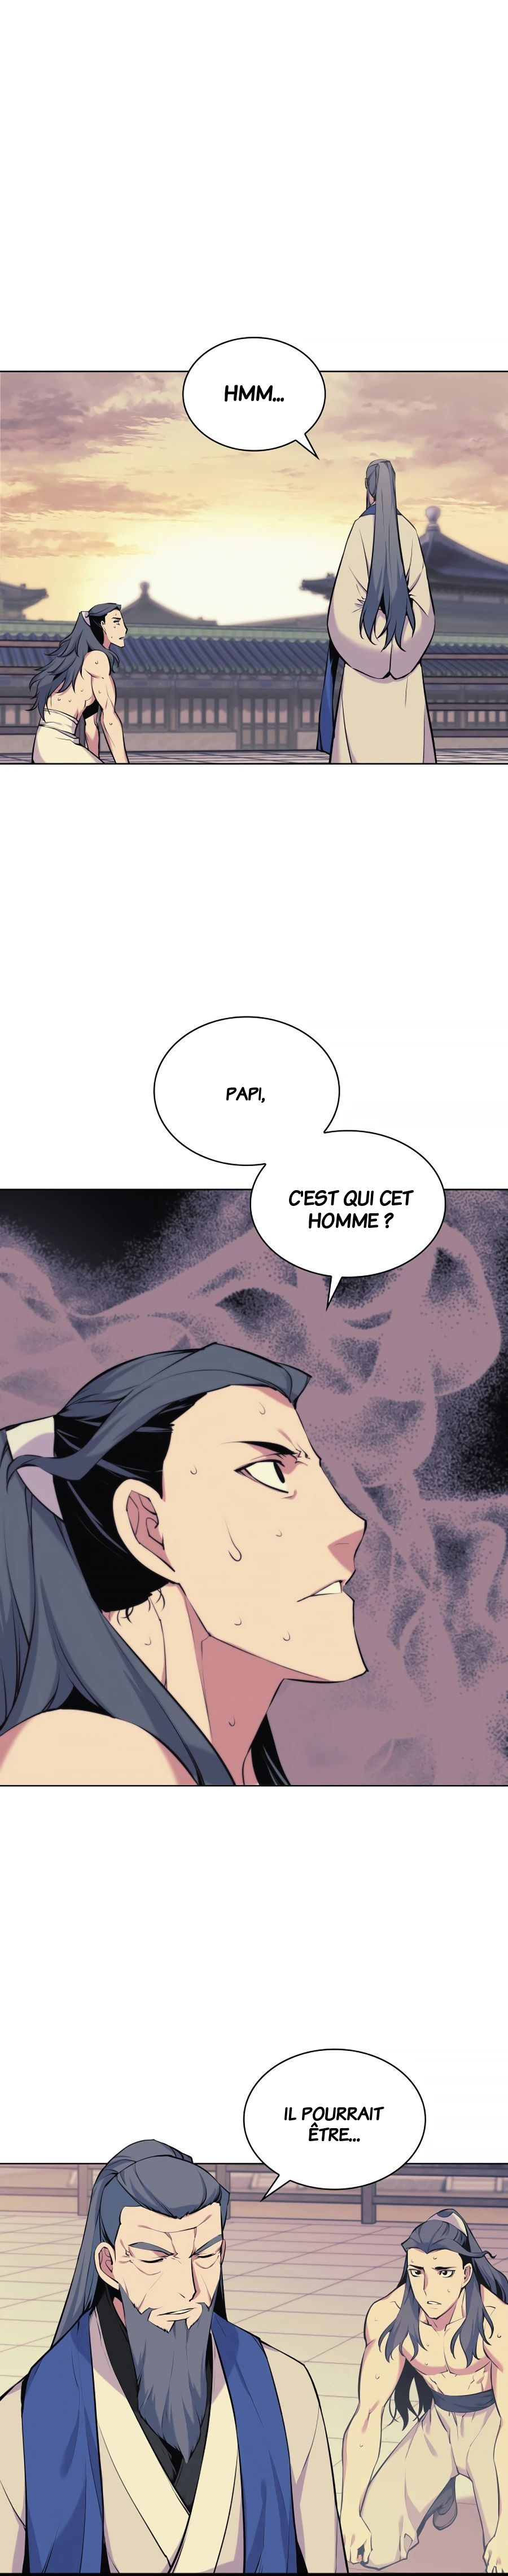 HMM...
PAPI,
C'EST QUI CET
HOMME ?
IL POURRAIT
ÊTRE...